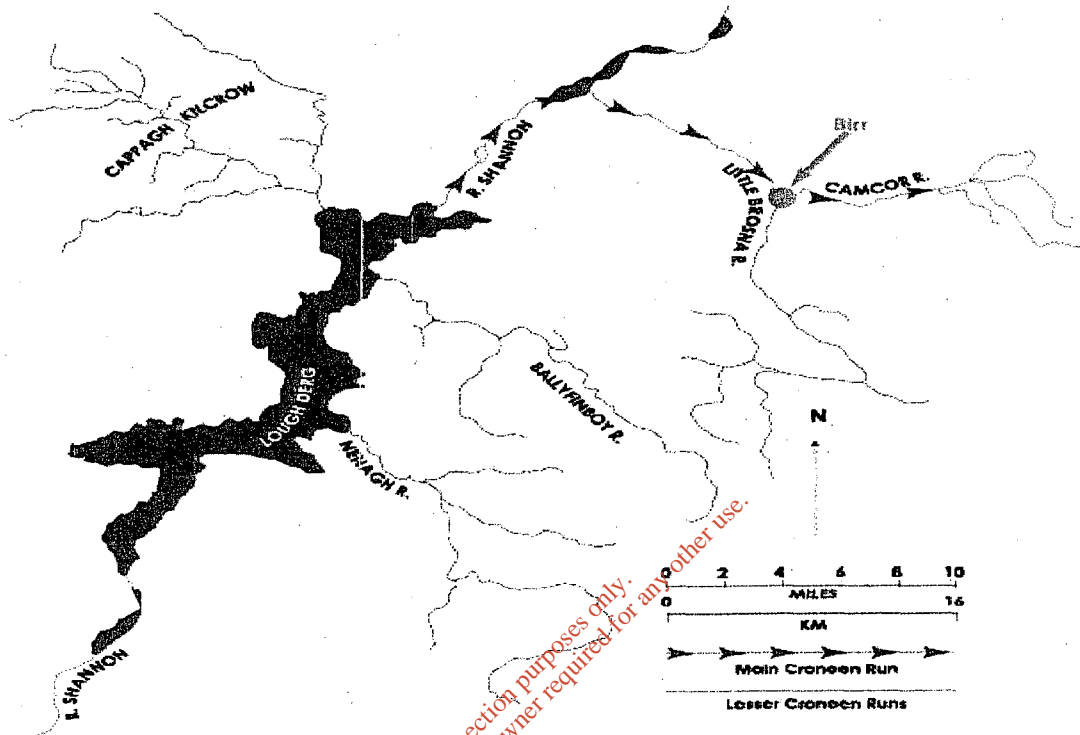 CAPPAGH KILCROW
R. SHANNON
Birr
LITTLE BROSNA R.
CAMCOR R.
LOUGH DERG
BALLYFINBOY R.
NENAGH R.
N
R. SHANNON
0 2 4 6 8 10
MILES
0 16
KM
Main Croneen Run
Lesser Croneen Runs
ection purposes only.
wner required for any other use.